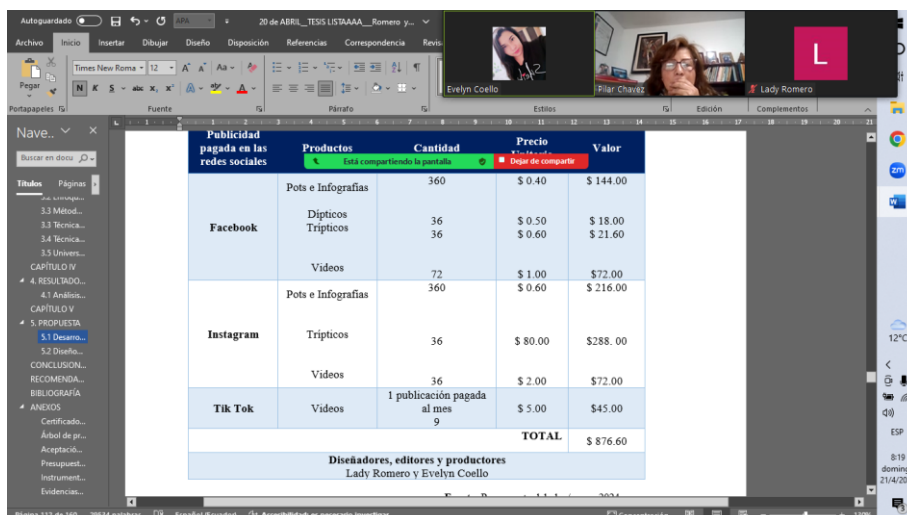 Autoguardado
APA
20 de ABRIL_TESIS LISTAAAA__Romero y...
Archivo Inicio Insertar Dibujar Diseño Disposición Referencias Correspondencia Revis
Pegar
Times New Roma 12
N K S
Portapapeles Fuente Párrafo Estilos Edición Complementos
Evelyn Coello
Pilar Chavez
L
Lady Romero
Nave..
Buscar en docu
Títulos Páginas
3.3 Métod...
3.3 Técnica...
3.4 Técnica...
3.5 Univers...
CAPÍTULO IV
4. RESULTADO...
4.1 Análisis...
CAPÍTULO V
5. PROPUESTA
5.1 Desarro...
5.2 Diseño...
CONCLUSION...
RECOMENDA...
BIBLIOGRAFÍA
ANEXOS
Certificado...
Árbol de pr...
Aceptació...
Presupuest...
Instrument...
Evidencias...
Publicidad pagada en las redes sociales Productos Cantidad Precio Valor
Está compartiendo la pantalla Dejar de compartir
Facebook
Pots e Infografías 360 $ 0.40 $ 144.00
Dípticos 36 $ 0.50 $ 18.00
Trípticos 36 $ 0.60 $ 21.60
Videos 72 $ 1.00 $72.00
Instagram
Pots e Infografías 360 $ 0.60 $ 216.00
Trípticos 36 $ 80.00 $288. 00
Videos 36 $ 2.00 $72.00
Tik Tok Videos 1 publicación pagada al mes 9 $ 5.00 $45.00
TOTAL $ 876.60
Diseñadores, editores y productores
Lady Romero y Evelyn Coello
zm
12°C
ESP
8:19
doming
21/4/20